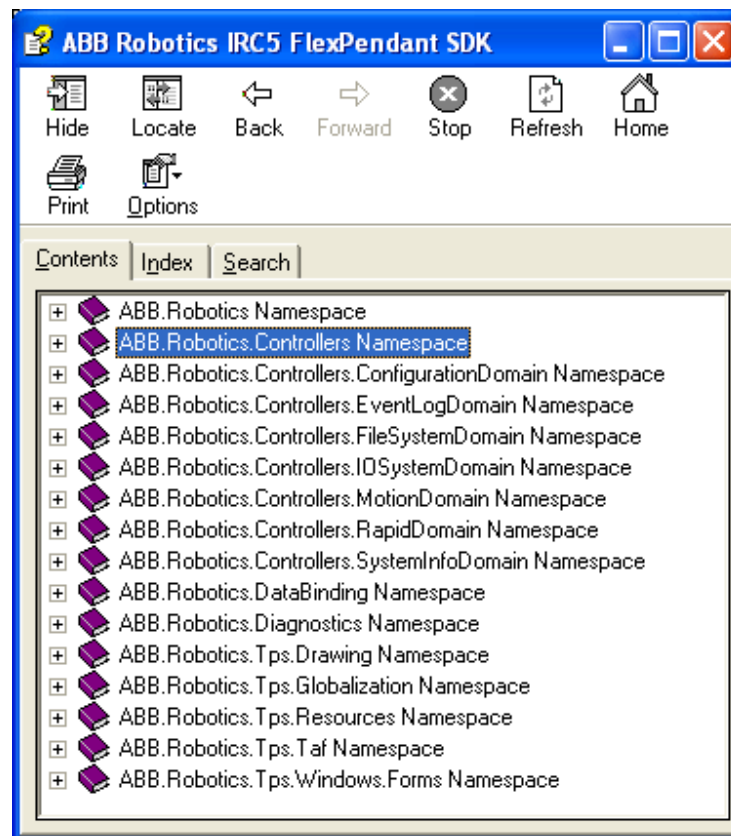 ABB Robotics IRC5 FlexPendant SDK
Hide Locate Back Forward Stop Refresh Home
Print Options
Contents Index Search
ABB.Robotics Namespace
ABB.Robotics.Controllers Namespace
ABB.Robotics.Controllers.ConfigurationDomain Namespace
ABB.Robotics.Controllers.EventLogDomain Namespace
ABB.Robotics.Controllers.FileSystemDomain Namespace
ABB.Robotics.Controllers.IOSystemDomain Namespace
ABB.Robotics.Controllers.MotionDomain Namespace
ABB.Robotics.Controllers.RapidDomain Namespace
ABB.Robotics.Controllers.SystemInfoDomain Namespace
ABB.Robotics.DataBinding Namespace
ABB.Robotics.Diagnostics Namespace
ABB.Robotics.Tps.Drawing Namespace
ABB.Robotics.Tps.Globalization Namespace
ABB.Robotics.Tps.Resources Namespace
ABB.Robotics.Tps.Taf Namespace
ABB.Robotics.Tps.Windows.Forms Namespace